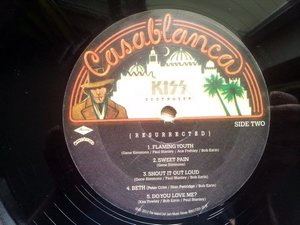 Casablanca
KISS
DESTROYER
(RESURRECTED)
SIDE TWO
1. FLAMING YOUTH
(Gene Simmons / Paul Stanley / Ace Frehley / Bob Ezrin)
2. SWEET PAIN
(Gene Simmons)
3. SHOUT IT OUT LOUD
(Gene Simmons / Paul Stanley / Bob Ezrin)
4. BETH (Peter Criss / Stan Penridge / Bob Ezrin)
5. DO YOU LOVE ME?
(Kim Fowley / Bob Ezrin / Paul Stanley)